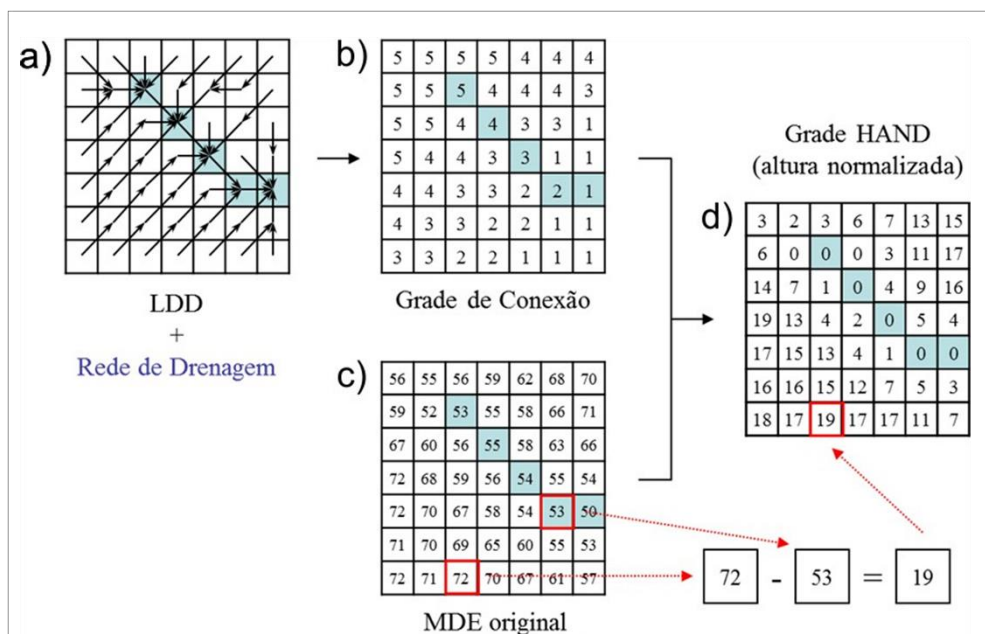 a)
LDD
+
Rede de Drenagem
b)
5 5 5 5 4 4 4
5 5 5 4 4 4 3
5 5 4 4 3 3 1
5 4 4 3 3 1 1
4 4 3 3 2 2 1
4 4 3 2 2 1 1
3 3 2 2 1 1 1
Grade de Conexão
c)
56 55 56 59 62 68 70
59 52 53 55 58 66 71
67 60 56 55 58 63 66
72 68 59 56 54 55 54
72 70 67 58 54 53 50
71 70 69 65 60 55 53
72 71 72 70 67 61 57
MDE original
Grade HAND
(altura normalizada)
d)
3 2 3 6 7 13 15
6 0 0 0 3 11 17
14 7 1 0 4 9 16
19 13 4 2 0 5 4
17 15 13 4 1 0 0
16 16 15 12 7 5 3
18 17 19 17 17 11 7
72 - 53 = 19